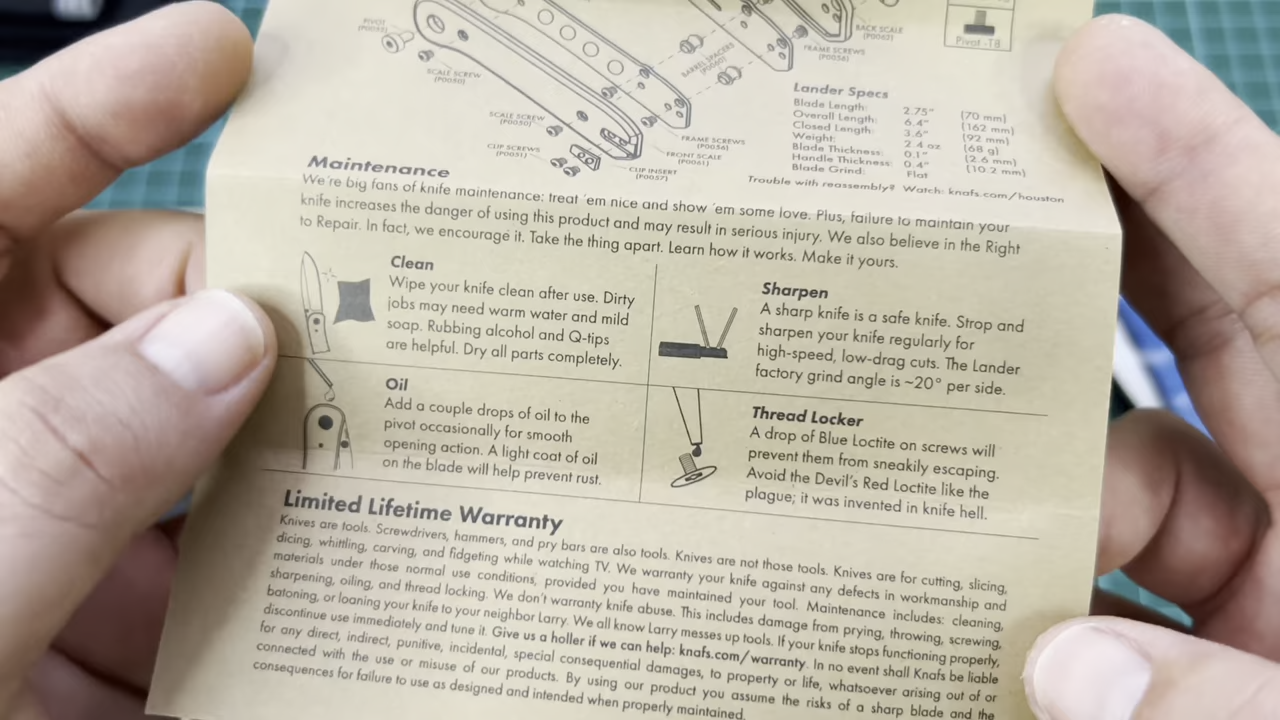 PIVOT
(P0055)
SCALE SCREW
(P0050)
SCALE SCREW
(P0050)
CLIP SCREWS
(P0051)
CLIP INSERT
(P0057)
FRONT SCALE
(P0061)
FRAME SCREWS
(P0056)
BARREL SPACERS
(P0060)
FRAME SCREWS
(P0056)
BACK SCALE
(P0062)
Pivot -T8
Lander Specs
Blade Length: 2.75" (70 mm)
Overall Length: 6.4" (162 mm)
Closed Length: 3.6" (92 mm)
Weight: 2.4 oz (68 g)
Blade Thickness: 0.1" (2.6 mm)
Handle Thickness: 0.4" (10.2 mm)
Blade Grind: Flat
Trouble with reassembly? Watch: knafs.com/houston
Maintenance
We're big fans of knife maintenance: treat 'em nice and show 'em some love. Plus, failure to maintain your
knife increases the danger of using this product and may result in serious injury. We also believe in the Right
to Repair. In fact, we encourage it. Take the thing apart. Learn how it works. Make it yours.
Clean
Wipe your knife clean after use. Dirty
jobs may need warm water and mild
soap. Rubbing alcohol and Q-tips
are helpful. Dry all parts completely.
Sharpen
A sharp knife is a safe knife. Strop and
sharpen your knife regularly for
high-speed, low-drag cuts. The Lander
factory grind angle is ~20° per side.
Oil
Add a couple drops of oil to the
pivot occasionally for smooth
opening action. A light coat of oil
on the blade will help prevent rust.
Thread Locker
A drop of Blue Loctite on screws will
prevent them from sneakily escaping.
Avoid the Devil's Red Loctite like the
plague; it was invented in knife hell.
Limited Lifetime Warranty
Knives are tools. Screwdrivers, hammers, and pry bars are also tools. Knives are not those tools. Knives are for cutting, slicing,
dicing, whittling, carving, and fidgeting while watching TV. We warranty your knife against any defects in workmanship and
materials under those normal use conditions, provided you have maintained your tool. Maintenance includes: cleaning,
sharpening, oiling, and thread locking. We don't warranty knife abuse. This includes damage from prying, throwing, screwing,
batoning, or loaning your knife to your neighbor Larry. We all know Larry messes up tools. If your knife stops functioning properly,
discontinue use immediately and tune it. Give us a holler if we can help: knafs.com/warranty. In no event shall Knafs be liable
for any direct, indirect, punitive, incidental, special consequential damages, to property or life, whatsoever arising out of or
connected with the use or misuse of our products. By using our product you assume the risks of a sharp blade and the
consequences for failure to use as designed and intended when properly maintained.